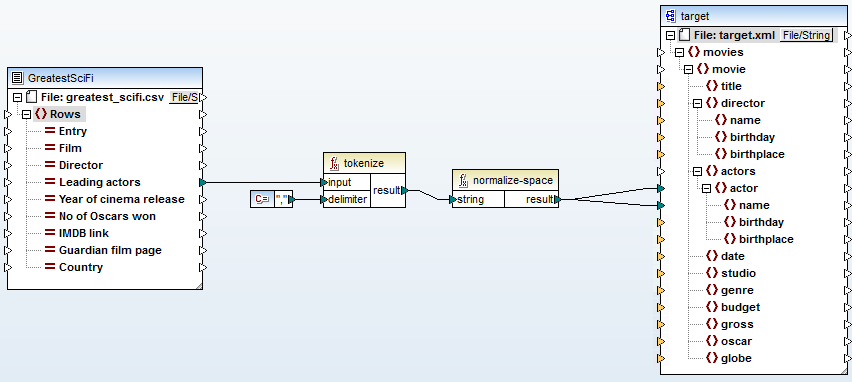 GreatestSciFi
File: greatest_scifi.csv File/S
Rows
Entry
Film
Director
Leading actors
Year of cinema release
No of Oscars won
IMDB link
Guardian film page
Country
C= ","
fx tokenize
input
delimiter
result
fx normalize-space
string result
target
File: target.xml File/String
movies
movie
title
director
name
birthday
birthplace
actors
actor
name
birthday
birthplace
date
studio
genre
budget
gross
oscar
globe